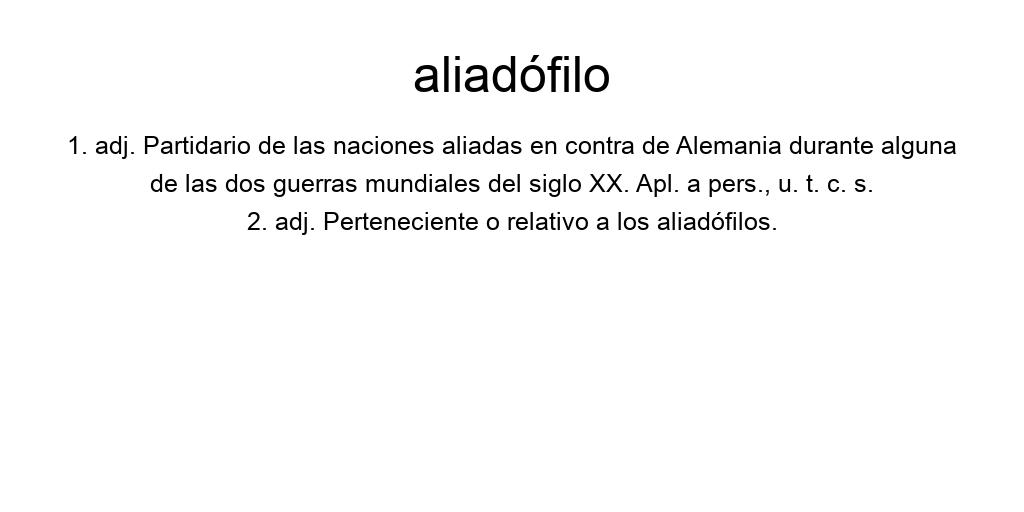 aliadófilo
1. adj. Partidario de las naciones aliadas en contra de Alemania durante alguna
de las dos guerras mundiales del siglo XX. Apl. a pers., u. t. c. s.
2. adj. Perteneciente o relativo a los aliadófilos.